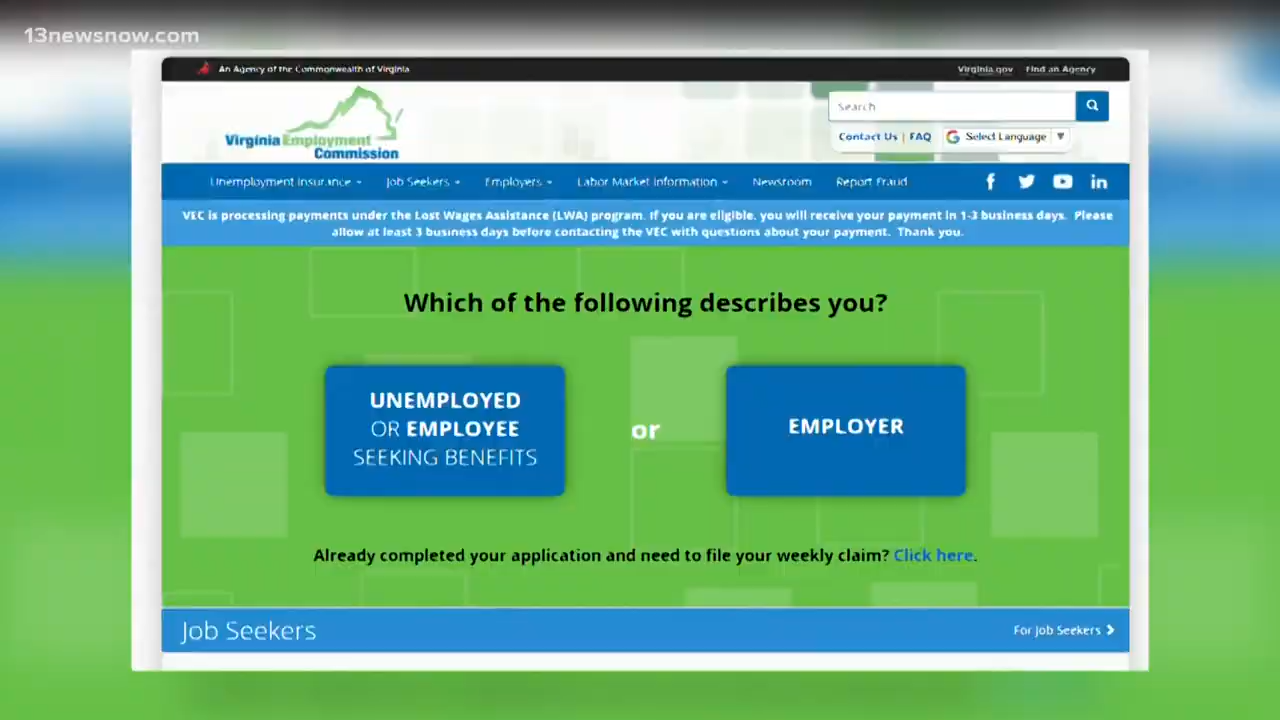 13newsnow.com
An Agency of the Commonwealth of Virginia
Virginia.gov Find an Agency
Search
Virginia Employment
Commission
Contact Us | FAQ Select Language
Unemployment Insurance Job Seekers Employers Labor Market Information Newsroom Report Fraud
VEC is processing payments under the Lost Wages Assistance (LWA) program. If you are eligible, you will receive your payment in 1-3 business days. Please
allow at least 3 business days before contacting the VEC with questions about your payment. Thank you.
Which of the following describes you?
UNEMPLOYED
OR EMPLOYEE
SEEKING BENEFITS
or
EMPLOYER
Already completed your application and need to file your weekly claim? Click here.
Job Seekers
For Job Seekers